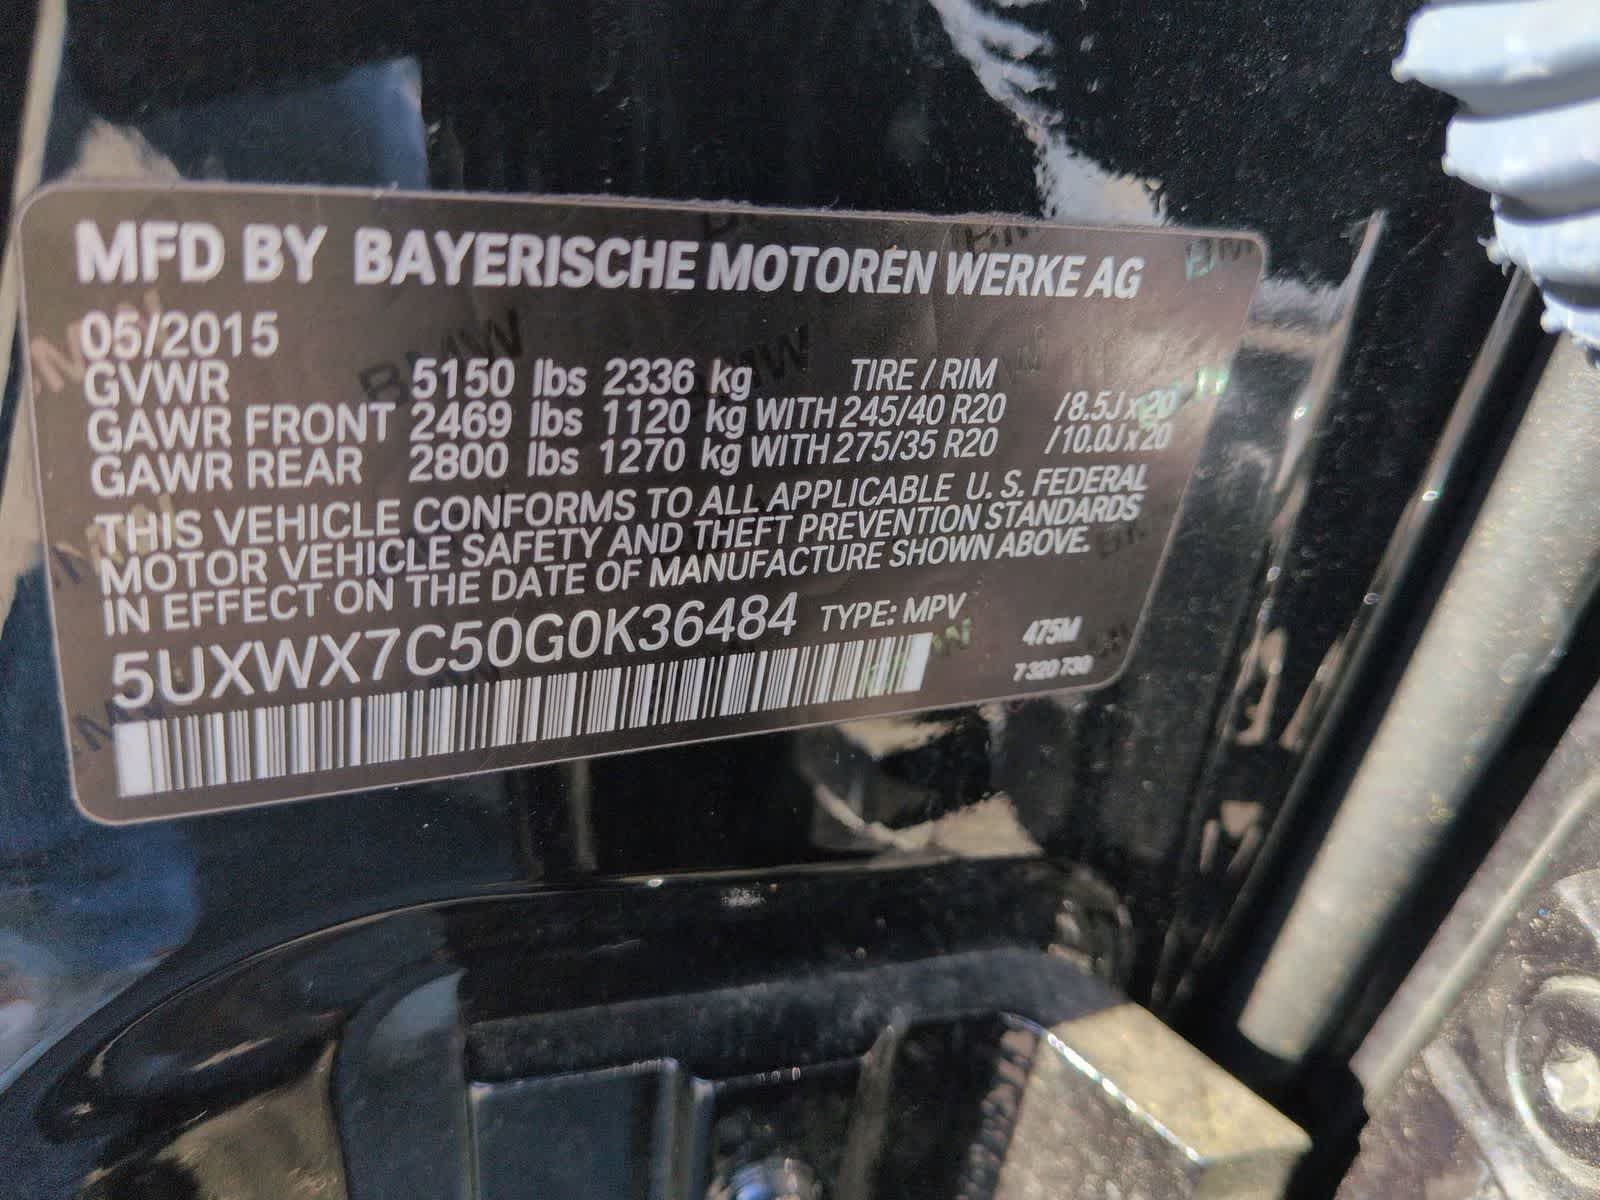 MFD BY BAYERISCHE MOTOREN WERKE AG
05/2015
GVWR 5150 lbs 2336 kg TIRE / RIM
GAWR FRONT 2469 lbs 1120 kg WITH 245/40 R20 /8.5J x 20
GAWR REAR 2800 lbs 1270 kg WITH 275/35 R20 /10.0J x 20
THIS VEHICLE CONFORMS TO ALL APPLICABLE U. S. FEDERAL
MOTOR VEHICLE SAFETY AND THEFT PREVENTION STANDARDS
IN EFFECT ON THE DATE OF MANUFACTURE SHOWN ABOVE.
5UXWX7C50G0K36484 TYPE: MPV 475M
7 320 730